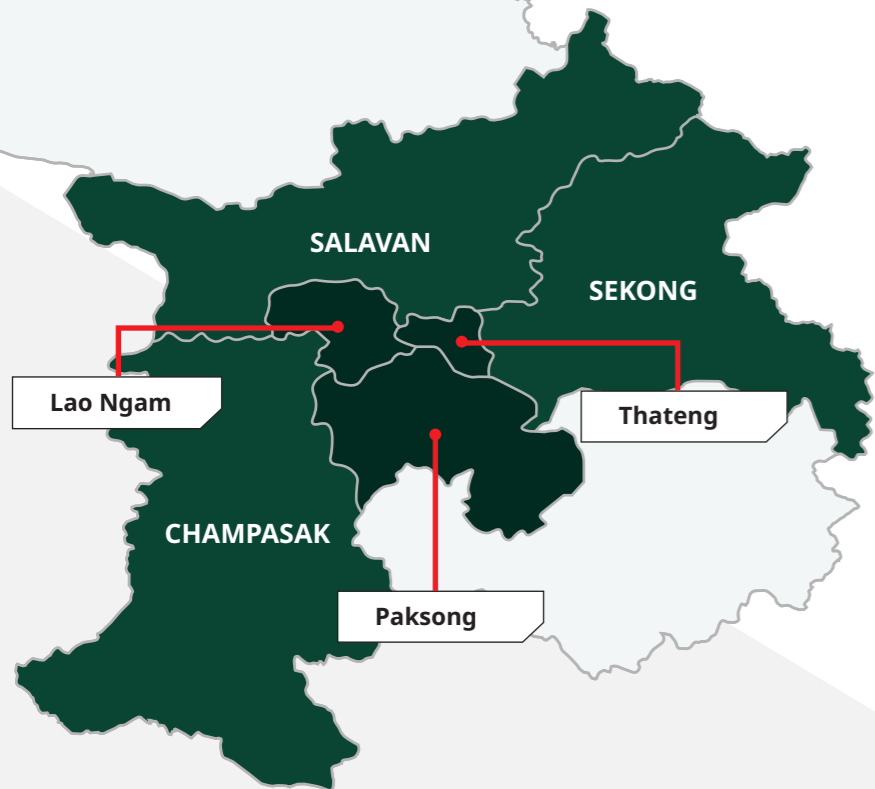 SALAVAN
SEKONG
Lao Ngam
Thateng
CHAMPASAK
Paksong